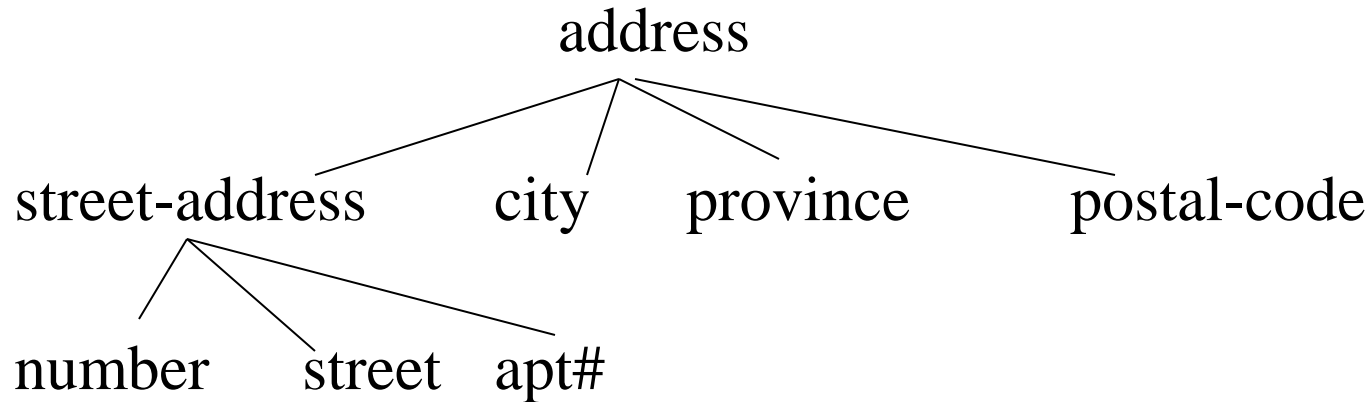 address
street-address city province postal-code
number street apt#